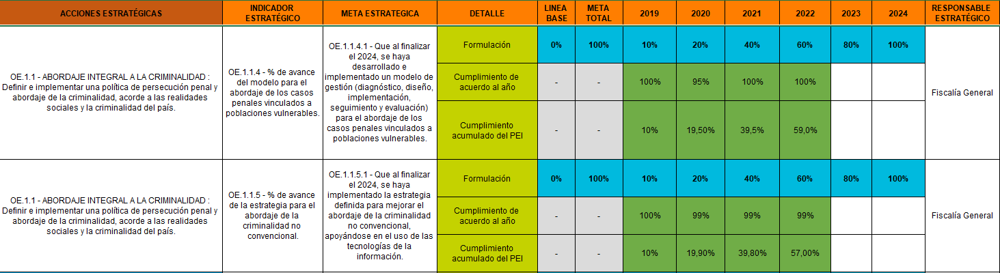 ACCIONES ESTRATÉGICAS
INDICADOR
ESTRATÉGICO
META ESTRATEGICA
DETALLE
LINEA
BASE
META
TOTAL
2019
2020
2021
2022
2023
2024
RESPONSABLE
ESTRATÉGICO
OE.1.1 - ABORDAJE INTEGRAL A LA CRIMINALIDAD :
Definir e implementar una política de persecución penal y
abordaje de la criminalidad, acorde a las realidades
sociales y la criminalidad del país.
OE.1.1.4 - % de avance
del modelo para el
abordaje de los casos
penales vinculados a
poblaciones vulnerables.
OE.1.1.4.1 - Que al finalizar
el 2024, se haya
desarrollado e
implementado un modelo de
gestión (diagnóstico, diseño,
implementación,
seguimiento y evaluación)
para el abordaje de los
casos penales vinculados a
poblaciones vulnerables.
Formulación
0%
100%
10%
20%
40%
60%
80%
100%
Cumplimiento de
acuerdo al año
-
-
100%
95%
100%
100%
Cumplimiento
acumulado del PEI
-
-
10%
19,50%
39,5%
59,0%
Fiscalía General
OE.1.1 - ABORDAJE INTEGRAL A LA CRIMINALIDAD :
Definir e implementar una política de persecución penal y
abordaje de la criminalidad, acorde a las realidades
sociales y la criminalidad del país.
OE.1.1.5 - % de avance
de la estrategia para el
abordaje de la
criminalidad no
convencional.
OE.1.1.5.1 - Que al finalizar
el 2024, se haya
implementado la estrategia
definida para mejorar el
abordaje de la criminalidad
no convencional,
apoyándose en el uso de las
tecnologías de la
información.
Formulación
0%
100%
10%
20%
40%
60%
80%
100%
Cumplimiento de
acuerdo al año
-
-
100%
99%
99%
99%
Cumplimiento
acumulado del PEI
-
-
10%
19,90%
39,80%
57,00%
Fiscalía General